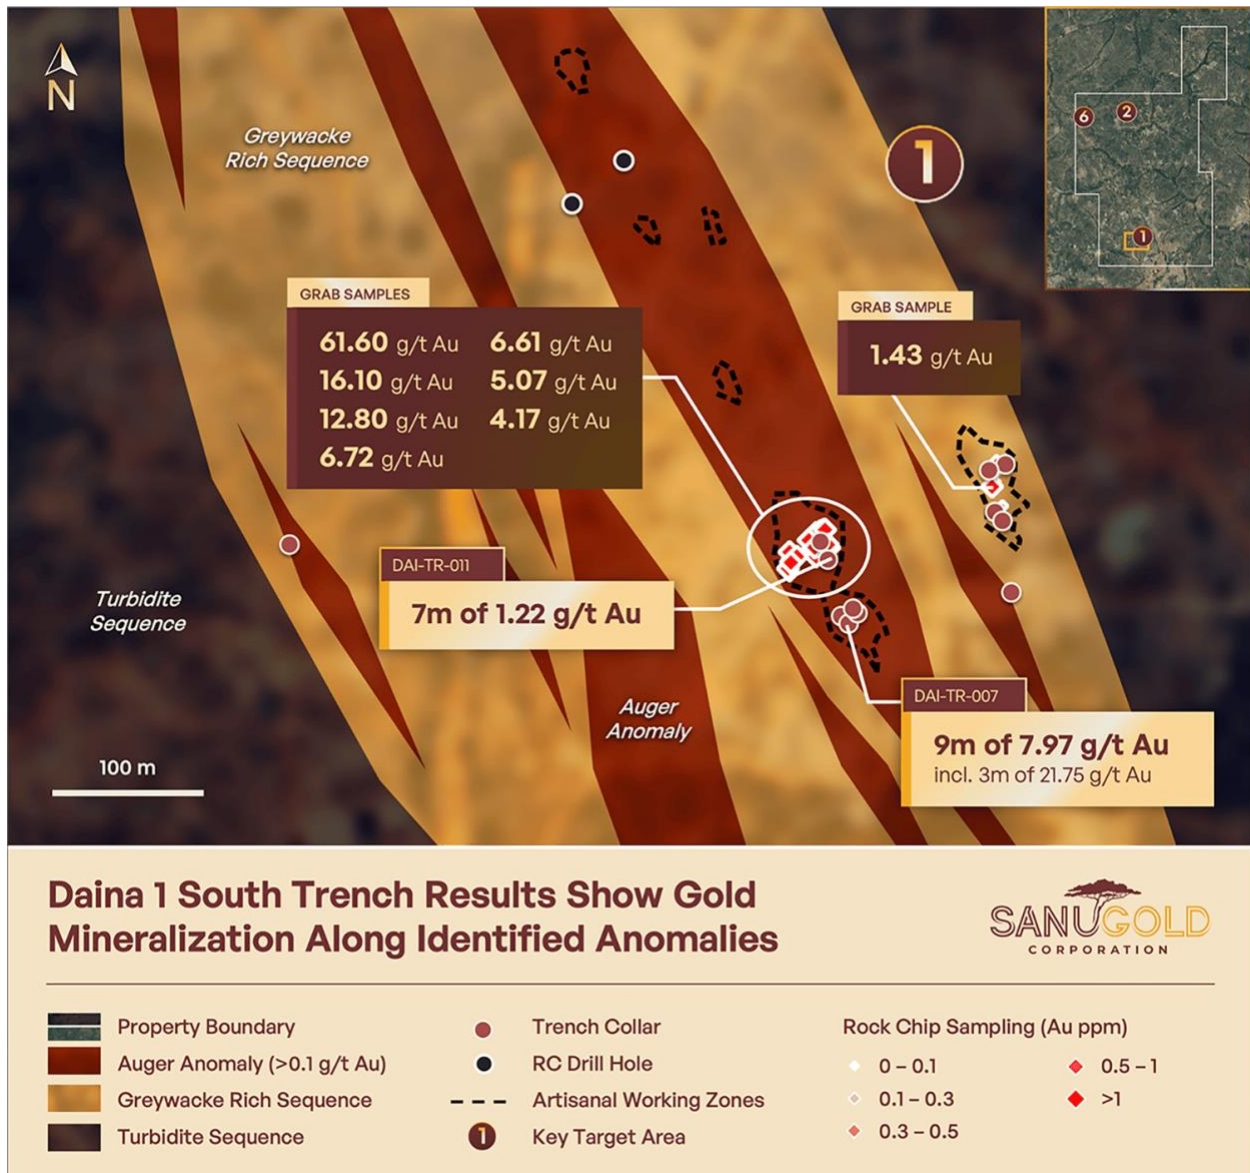 N
Greywacke
Rich Sequence
1
6
2
1
GRAB SAMPLES
61.60 g/t Au 6.61 g/t Au
16.10 g/t Au 5.07 g/t Au
12.80 g/t Au 4.17 g/t Au
6.72 g/t Au
GRAB SAMPLE
1.43 g/t Au
DAI-TR-011
7m of 1.22 g/t Au
Turbidite
Sequence
Auger
Anomaly
DAI-TR-007
9m of 7.97 g/t Au
incl. 3m of 21.75 g/t Au
100 m
Daina 1 South Trench Results Show Gold
Mineralization Along Identified Anomalies
SANUGOLD
CORPORATION
Property Boundary
Auger Anomaly (>0.1 g/t Au)
Greywacke Rich Sequence
Turbidite Sequence
Trench Collar
RC Drill Hole
Artisanal Working Zones
1 Key Target Area
Rock Chip Sampling (Au ppm)
0 – 0.1
0.1 – 0.3
0.3 – 0.5
0.5 – 1
>1